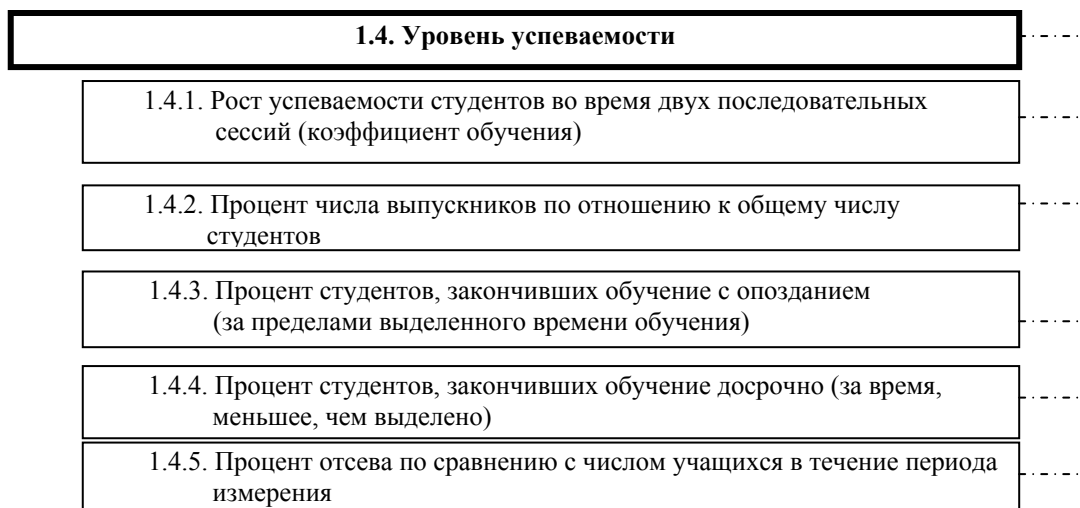 1.4. Уровень успеваемости
1.4.1. Рост успеваемости студентов во время двух последовательных
сессий (коэффициент обучения)
1.4.2. Процент числа выпускников по отношению к общему числу
студентов
1.4.3. Процент студентов, закончивших обучение с опозданием
(за пределами выделенного времени обучения)
1.4.4. Процент студентов, закончивших обучение досрочно (за время,
меньшее, чем выделено)
1.4.5. Процент отсева по сравнению с числом учащихся в течение периода
измерения